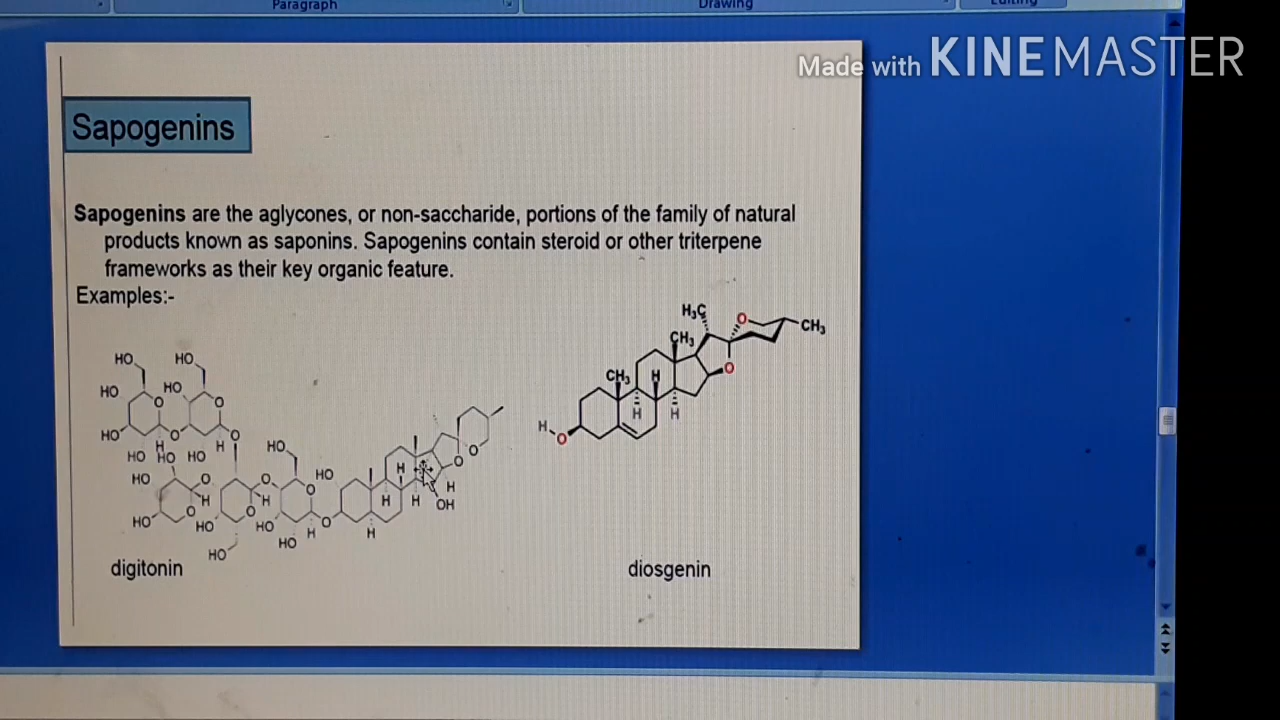 Paragraph
Drawing
Editing
Made with KINEMASTER
Sapogenins
Sapogenins are the aglycones, or non-saccharide, portions of the family of natural
products known as saponins. Sapogenins contain steroid or other triterpene
frameworks as their key organic feature.
Examples:-
H₃C
O
CH₃
CH₃
O
CH₃
H
H
H
H
O
HO
HO
HO
HO
O
O
HO
O
H
H
O
HO
HO
HO
HO
HO
O
O
H
O
H
HO
O
HO
HO
HO
O
HO
H
HO
O
H
H
H
H
O
O
H
OH
HO
digitonin
diosgenin